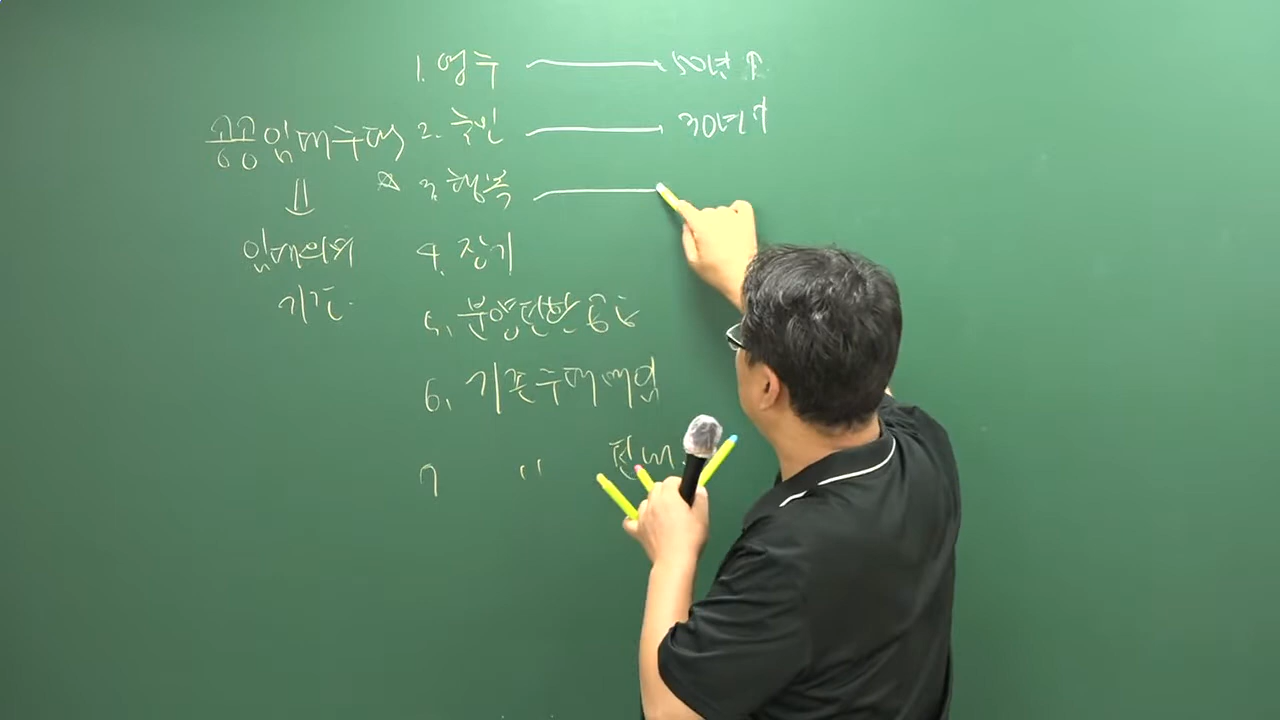 공공임대주택
⇓
임대의무
기간
1. 영구 → 50년↑
2. 국민 → 30년↑
☆ 3. 행복
4. 장기
5. 분양전환공공
6. 기존주택매입
7 〃 전세